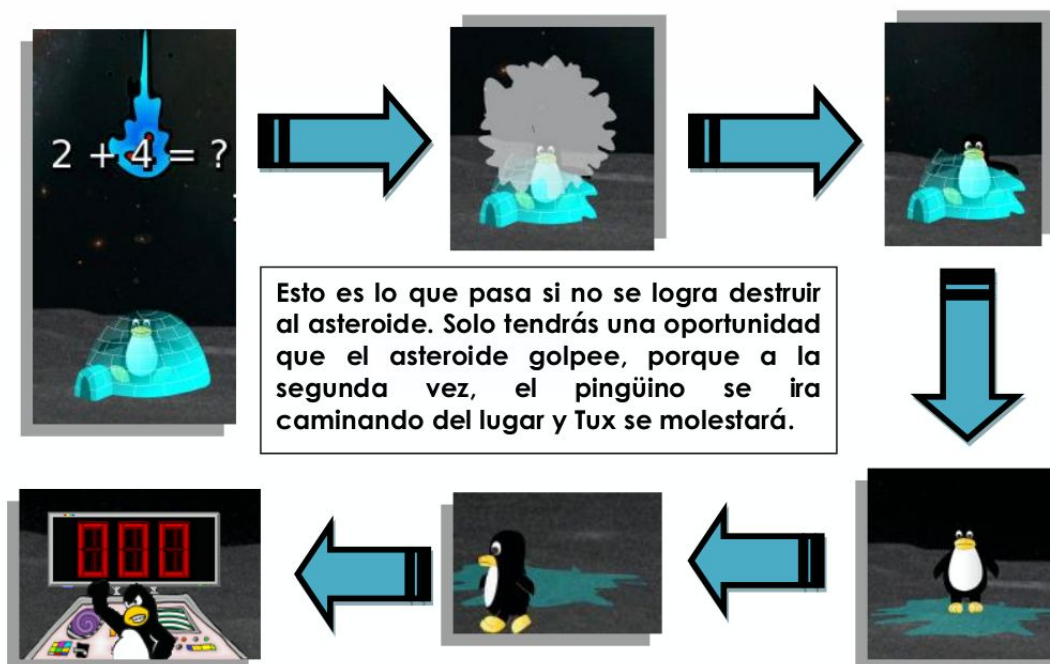 2 + 4 = ?
Esto es lo que pasa si no se logra destruir
al asteroide. Solo tendrás una oportunidad
que el asteroide golpee, porque a la
segunda vez, el pingüino se ira
caminando del lugar y Tux se molestará.
000